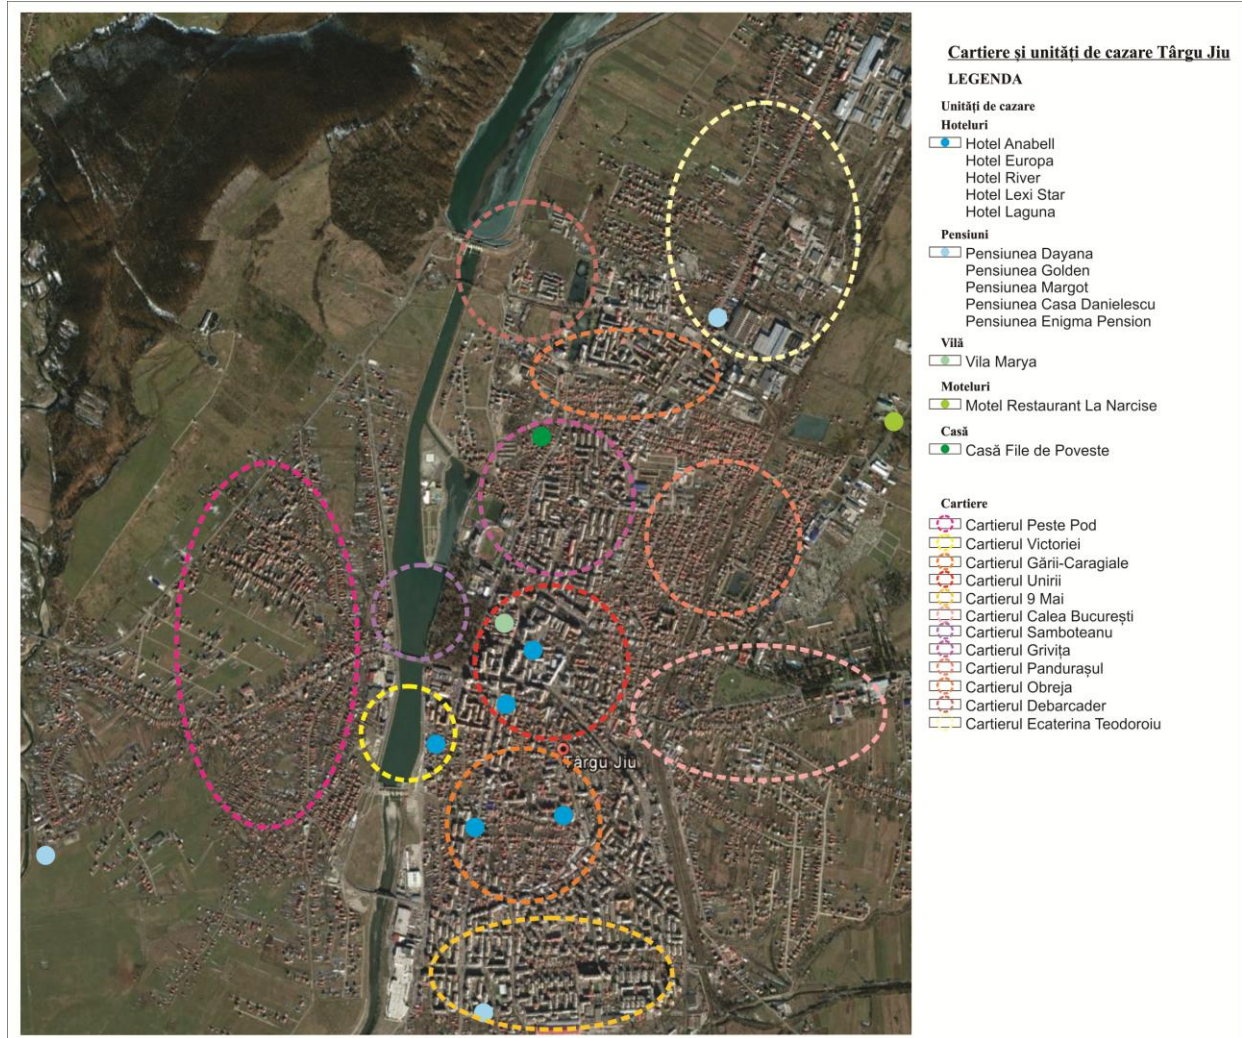 Cartiere și unități de cazare Târgu Jiu
LEGENDA
Unități de cazare
Hoteluri
Hotel Anabell
Hotel Europa
Hotel River
Hotel Lexi Star
Hotel Laguna
Pensiuni
Pensiunea Dayana
Pensiunea Golden
Pensiunea Margot
Pensiunea Casa Danielescu
Pensiunea Enigma Pension
Vilă
Vila Marya
Moteluri
Motel Restaurant La Narcise
Casă
Casă File de Poveste
Cartiere
Cartierul Peste Pod
Cartierul Victoriei
Cartierul Gării-Caragiale
Cartierul Unirii
Cartierul 9 Mai
Cartierul Calea București
Cartierul Samboteanu
Cartierul Grivița
Cartierul Pandurașul
Cartierul Obreja
Cartierul Debarcader
Cartierul Ecaterina Teodoroiu
Târgu Jiu